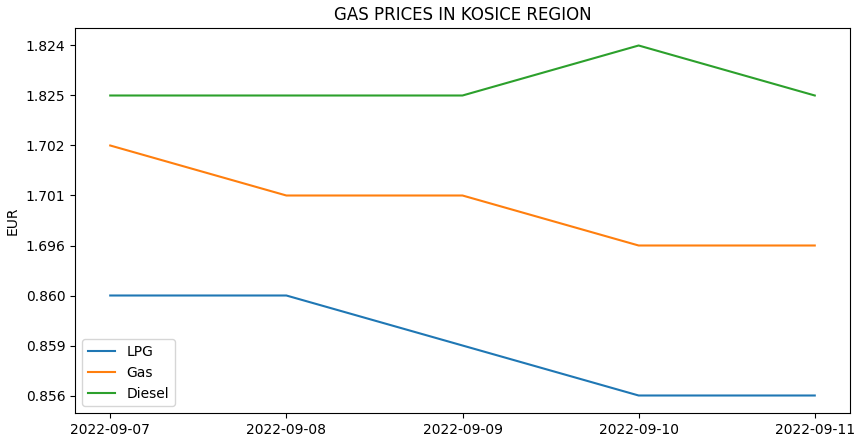 GAS PRICES IN KOSICE REGION
1.824
1.825
1.702
1.701
1.696
0.860
0.859
0.856
EUR
LPG
Gas
Diesel
2022-09-07 2022-09-08 2022-09-09 2022-09-10 2022-09-11